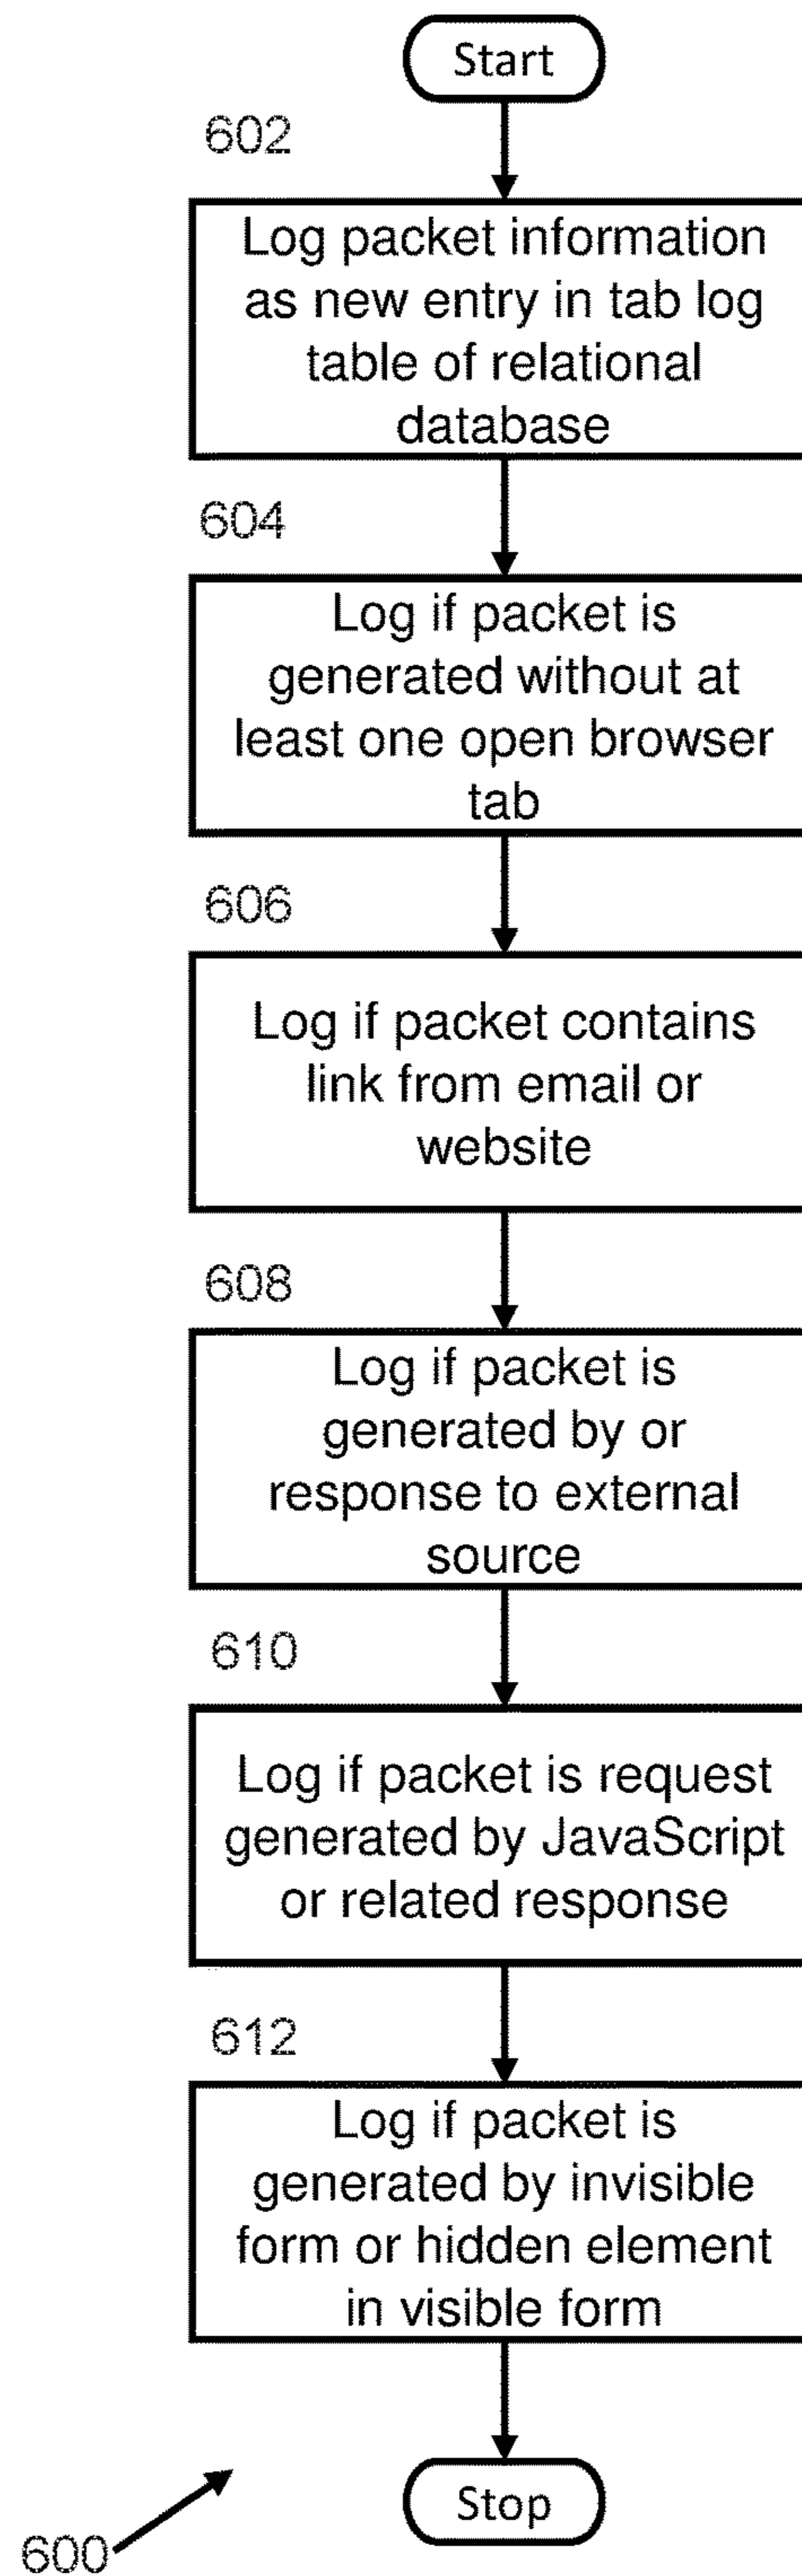 Start
602
Log packet information
as new entry in tab log
table of relational
database
604
Log if packet is
generated without at
least one open browser
tab
606
Log if packet contains
link from email or
website
608
Log if packet is
generated by or
response to external
source
610
Log if packet is request
generated by JavaScript
or related response
612
Log if packet is
generated by invisible
form or hidden element
in visible form
Stop
600